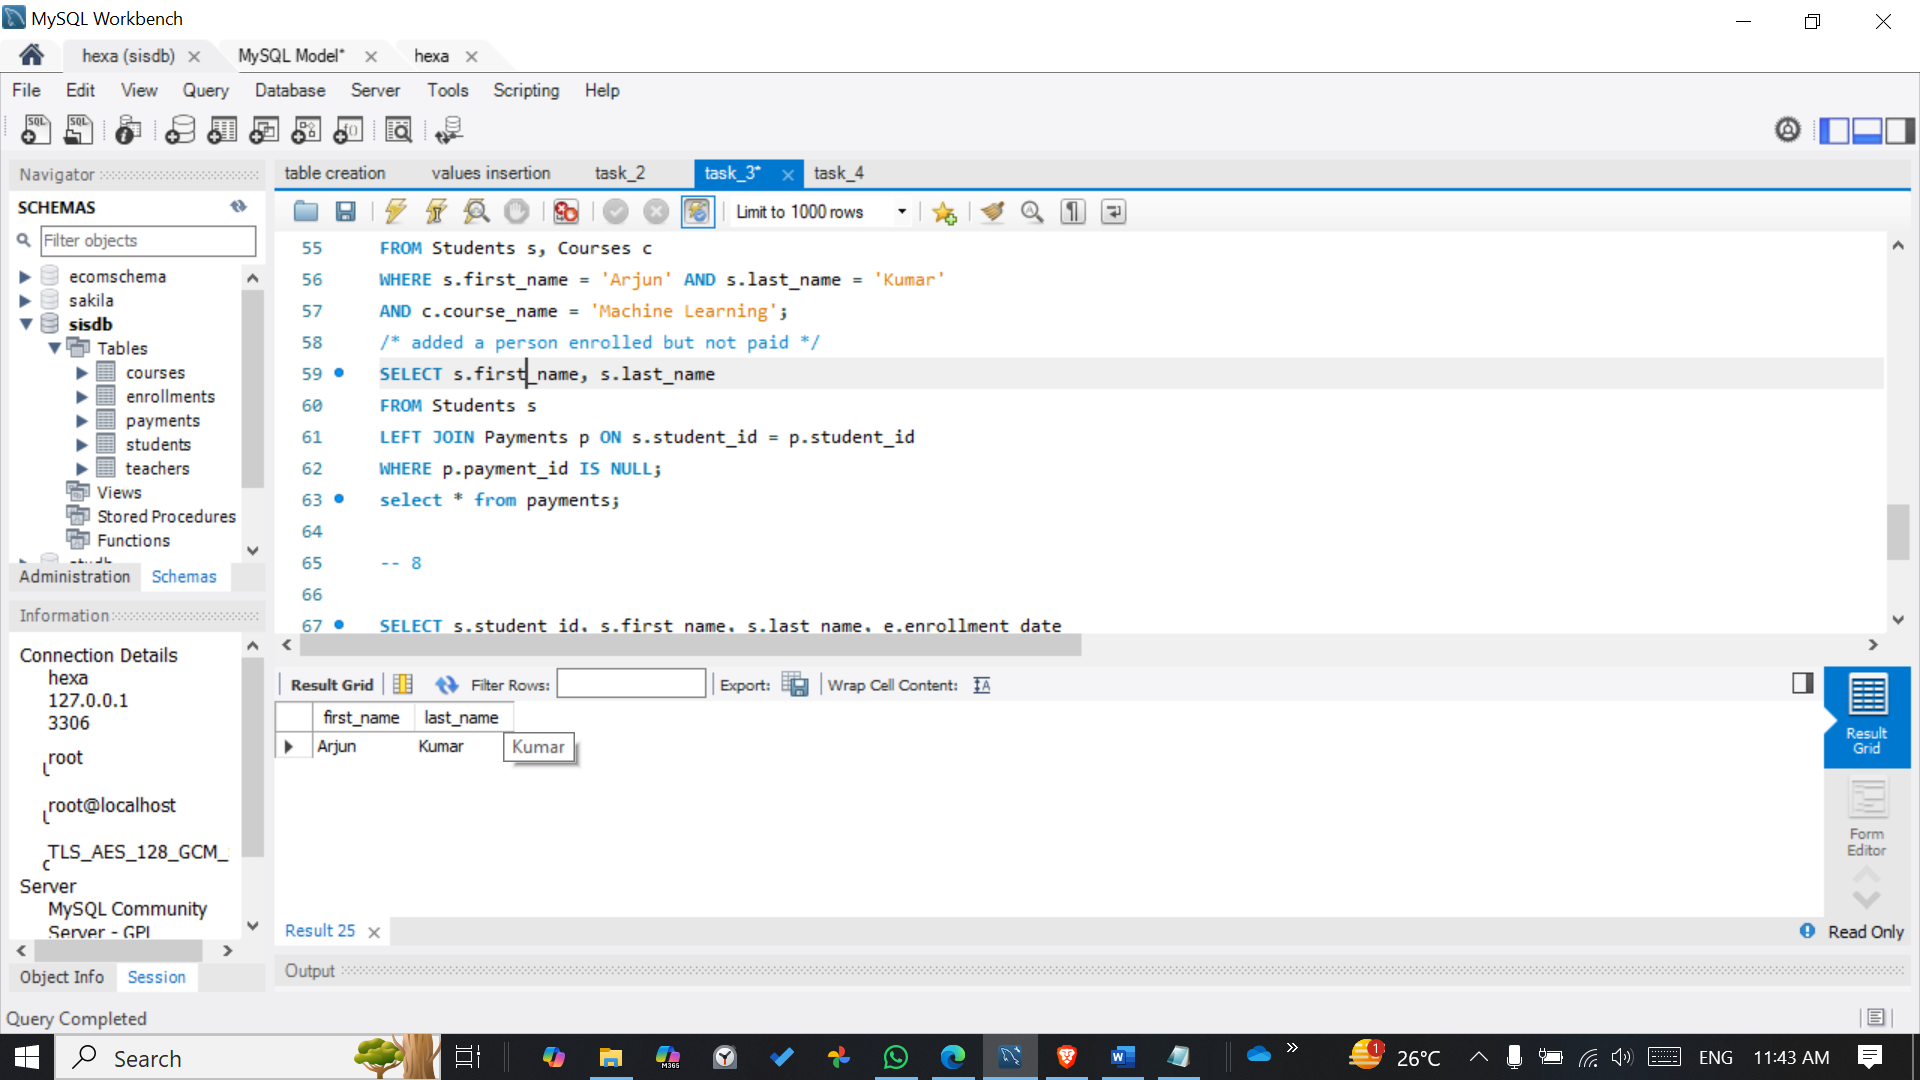 MySQL Workbench
hexa (sisdb)
MySQL Model*
hexa
File Edit View Query Database Server Tools Scripting Help
Navigator
SCHEMAS
Filter objects
ecomschema
sakila
sisdb
Tables
courses
enrollments
payments
students
teachers
Views
Stored Procedures
Functions
Administration Schemas
Information
Connection Details
hexa
127.0.0.1
3306
root
root@localhost
TLS_AES_128_GCM_
Server
MySQL Community
Server - GPL
Object Info Session
table creation values insertion task_2 task_3* task_4
Limit to 1000 rows
55 FROM Students s, Courses c
56 WHERE s.first_name = 'Arjun' AND s.last_name = 'Kumar'
57 AND c.course_name = 'Machine Learning';
58 /* added a person enrolled but not paid */
59 SELECT s.first_name, s.last_name
60 FROM Students s
61 LEFT JOIN Payments p ON s.student_id = p.student_id
62 WHERE p.payment_id IS NULL;
63 select * from payments;
64
65 -- 8
66
67 SELECT s.student_id, s.first_name, s.last_name, e.enrollment_date
Result Grid Filter Rows: Export: Wrap Cell Content:
first_name last_name
Arjun Kumar Kumar
Result Grid
Form Editor
Result 25
Read Only
Output
Query Completed
Search
M365
1
26°C
ENG
11:43 AM